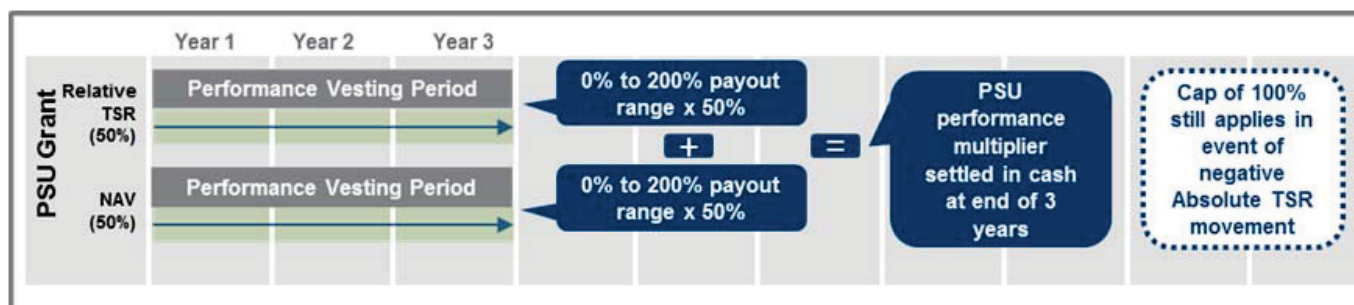 Year 1 Year 2 Year 3
PSU Grant
Relative
TSR
(50%)
Performance Vesting Period
0% to 200% payout
range x 50%
+
NAV
(50%)
Performance Vesting Period
0% to 200% payout
range x 50%
=
PSU
performance
multiplier
settled in cash
at end of 3
years
Cap of 100%
still applies in
event of
negative
Absolute TSR
movement